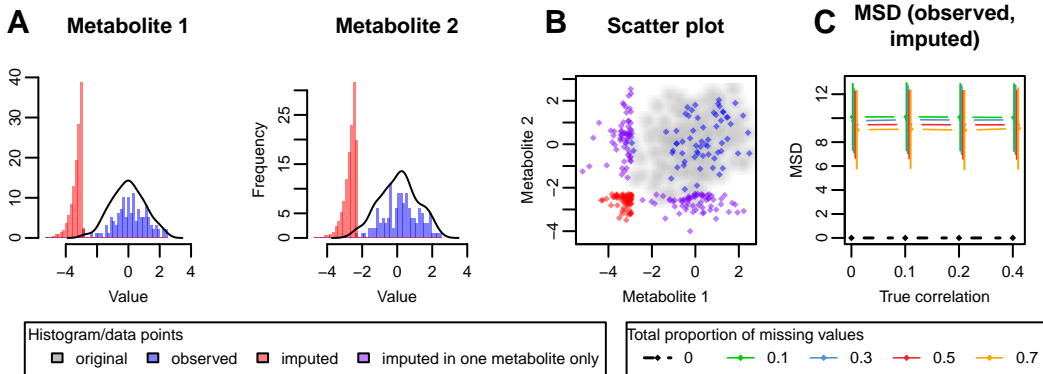 A
Metabolite 1
Metabolite 2
B
Scatter plot
C
MSD (observed,
imputed)
0
10
20
30
40
−4
−2
0
2
4
Value
Frequency
0
5
15
25
−4
−2
0
2
4
Value
Metabolite 2
−4
−2
0
2
−4
−2
0
2
Metabolite 1
MSD
0
2
4
6
8
10
12
0
0.1
0.2
0.4
True correlation
Histogram/data points
original
observed
imputed
imputed in one metabolite only
Total proportion of missing values
0
0.1
0.3
0.5
0.7